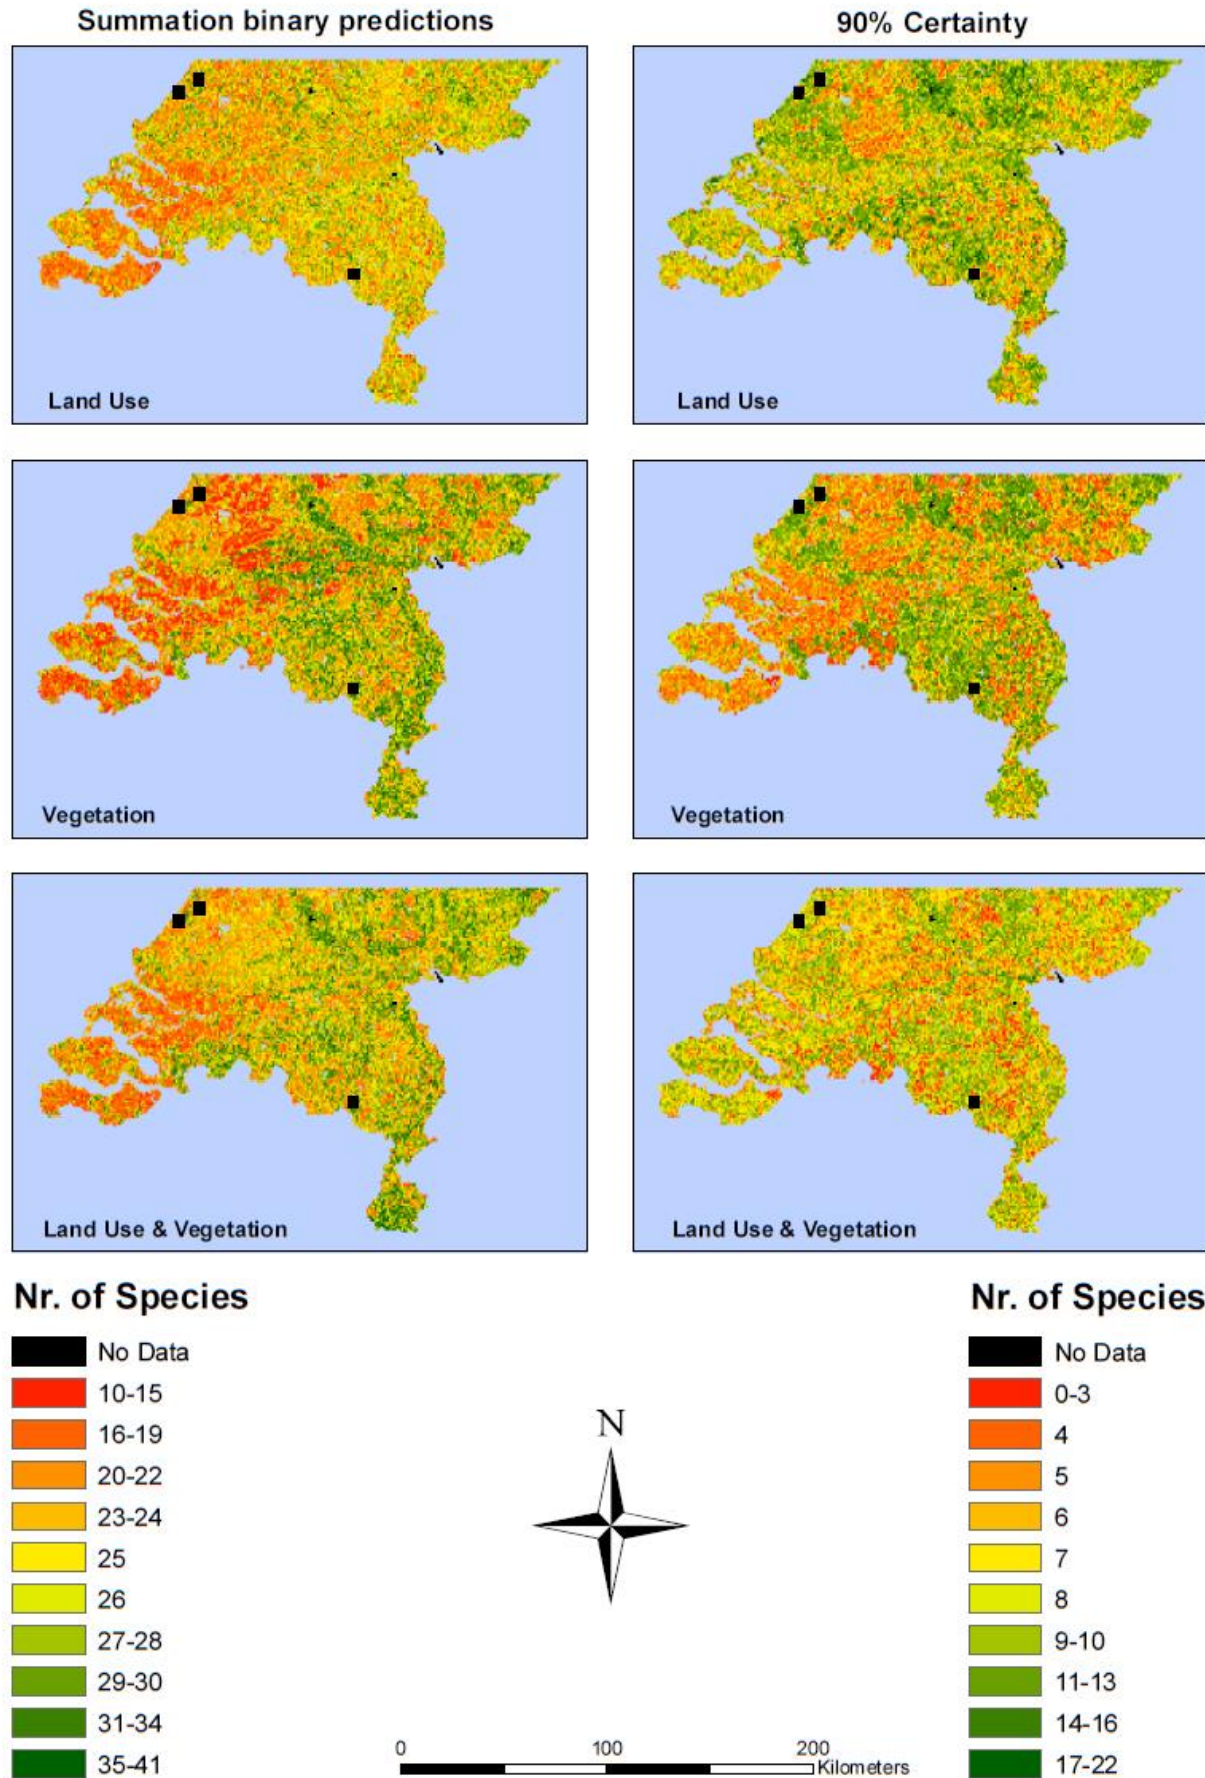 Summation binary predictions
90% Certainty
Land Use
Land Use
Vegetation
Vegetation
Land Use & Vegetation
Land Use & Vegetation
Nr. of Species
No Data
10-15
16-19
20-22
23-24
25
26
27-28
29-30
31-34
35-41
N
0 100 200
Kilometers
Nr. of Species
No Data
0-3
4
5
6
7
8
9-10
11-13
14-16
17-22